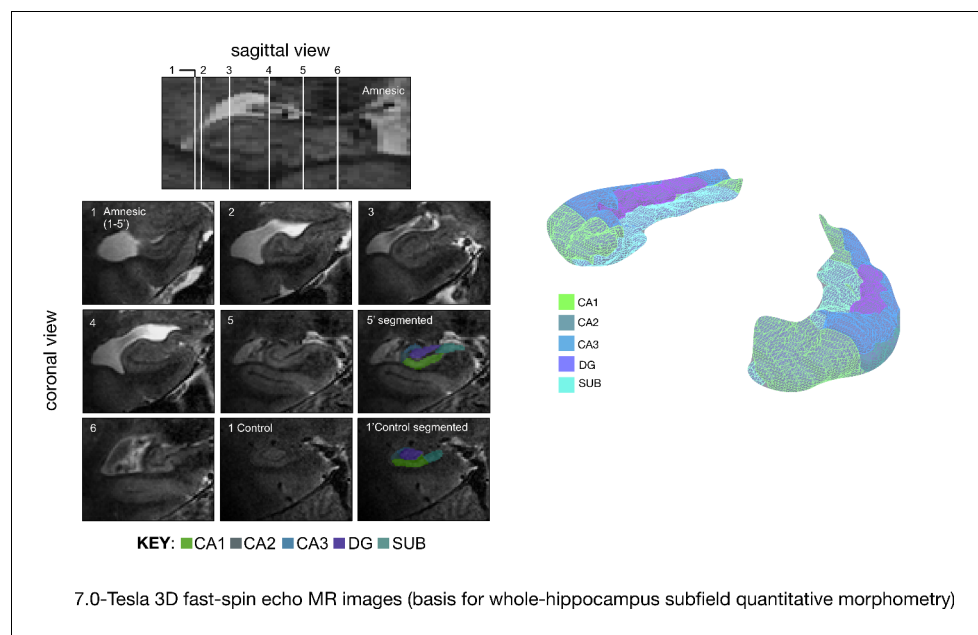 sagittal view
1 2 3 4 5 6
Amnesic
coronal view
1 Amnesic
(1-5')
2
3
4
5
5' segmented
6
1 Control
1'Control segmented
KEY: CA1 CA2 CA3 DG SUB
CA1
CA2
CA3
DG
SUB
7.0-Tesla 3D fast-spin echo MR images (basis for whole-hippocampus subfield quantitative morphometry)